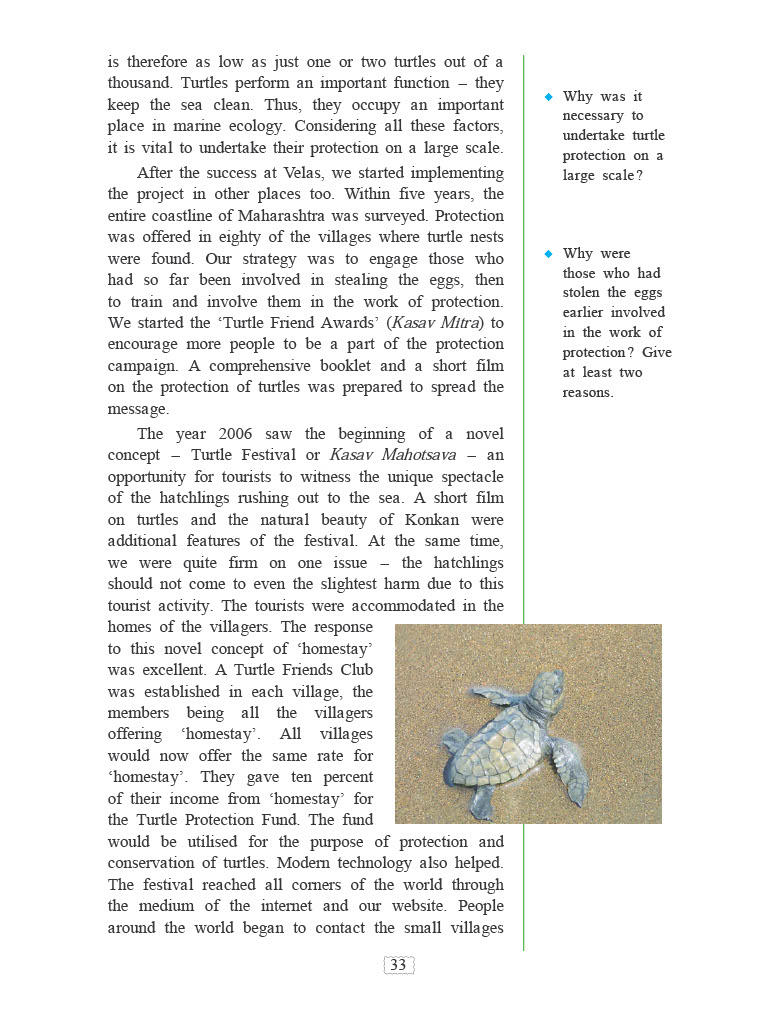 is therefore as low as just one or two turtles out of a
thousand. Turtles perform an important function – they
keep the sea clean. Thus, they occupy an important
place in marine ecology. Considering all these factors,
it is vital to undertake their protection on a large scale.
After the success at Velas, we started implementing
the project in other places too. Within five years, the
entire coastline of Maharashtra was surveyed. Protection
was offered in eighty of the villages where turtle nests
were found. Our strategy was to engage those who
had so far been involved in stealing the eggs, then
to train and involve them in the work of protection.
We started the ‘Turtle Friend Awards’ (Kasav Mitra) to
encourage more people to be a part of the protection
campaign. A comprehensive booklet and a short film
on the protection of turtles was prepared to spread the
message.
The year 2006 saw the beginning of a novel
concept – Turtle Festival or Kasav Mahotsava – an
opportunity for tourists to witness the unique spectacle
of the hatchlings rushing out to the sea. A short film
on turtles and the natural beauty of Konkan were
additional features of the festival. At the same time,
we were quite firm on one issue – the hatchlings
should not come to even the slightest harm due to this
tourist activity. The tourists were accommodated in the
homes of the villagers. The response
to this novel concept of ‘homestay’
was excellent. A Turtle Friends Club
was established in each village, the
members being all the villagers
offering ‘homestay’. All villages
would now offer the same rate for
‘homestay’. They gave ten percent
of their income from ‘homestay’ for
the Turtle Protection Fund. The fund
would be utilised for the purpose of protection and
conservation of turtles. Modern technology also helped.
The festival reached all corners of the world through
the medium of the internet and our website. People
around the world began to contact the small villages
◆ Why was it
necessary to
undertake turtle
protection on a
large scale?
◆ Why were
those who had
stolen the eggs
earlier involved
in the work of
protection? Give
at least two
reasons.
33